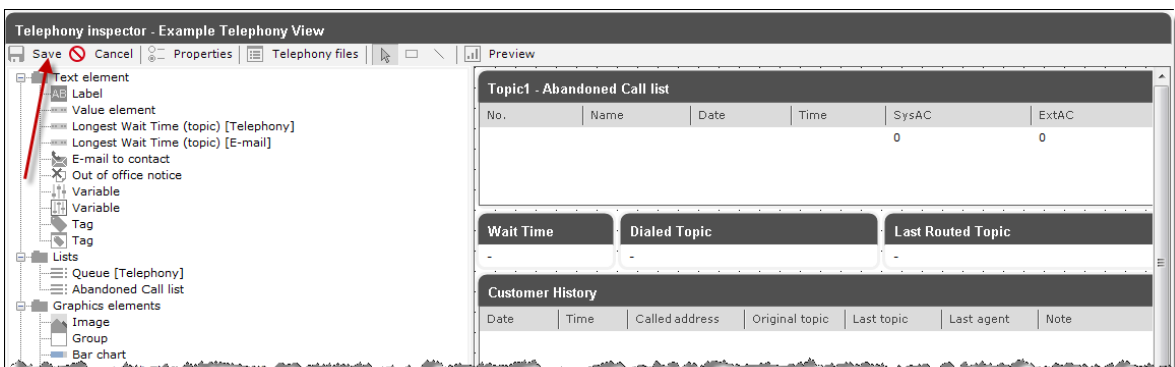 Telephony inspector - Example Telephony View
Save Cancel Properties Telephony files Preview
Text element
AB Label
Value element
Longest Wait Time (topic) [Telephony]
Longest Wait Time (topic) [E-mail]
E-mail to contact
Out of office notice
Variable
Variable
Tag
Tag
Lists
Queue [Telephony]
Abandoned Call list
Graphics elements
Image
Group
Bar chart
Topic1 - Abandoned Call list
No. Name Date Time SysAC ExtAC
0 0
Wait Time Dialed Topic Last Routed Topic
- - -
Customer History
Date Time Called address Original topic Last topic Last agent Note